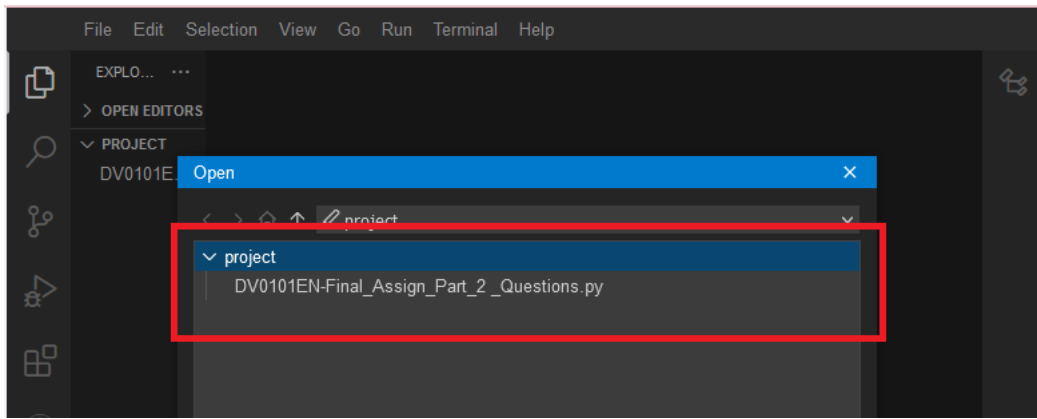 File Edit Selection View Go Run Terminal Help
EXPLO... ···
OPEN EDITORS
PROJECT
DV0101E
Open
project
project
DV0101EN-Final_Assign_Part_2 _Questions.py